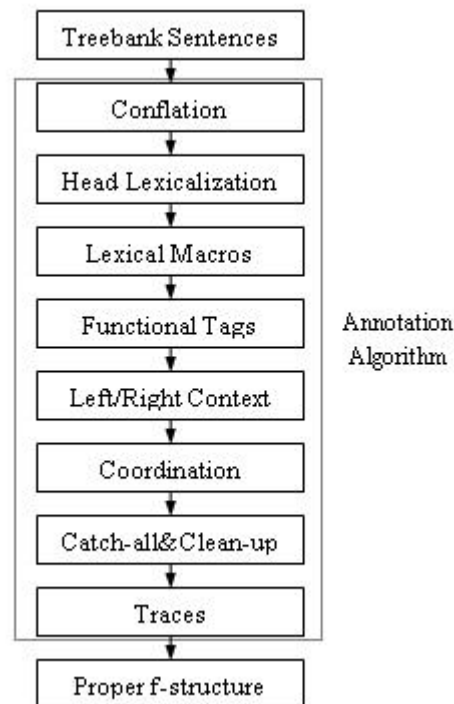 Treebank Sentences
Conflation
Head Lexicalization
Lexical Macros
Functional Tags
Annotation
Algorithm
Left/Right Context
Coordination
Catch-all&Clean-up
Traces
Proper f-structure